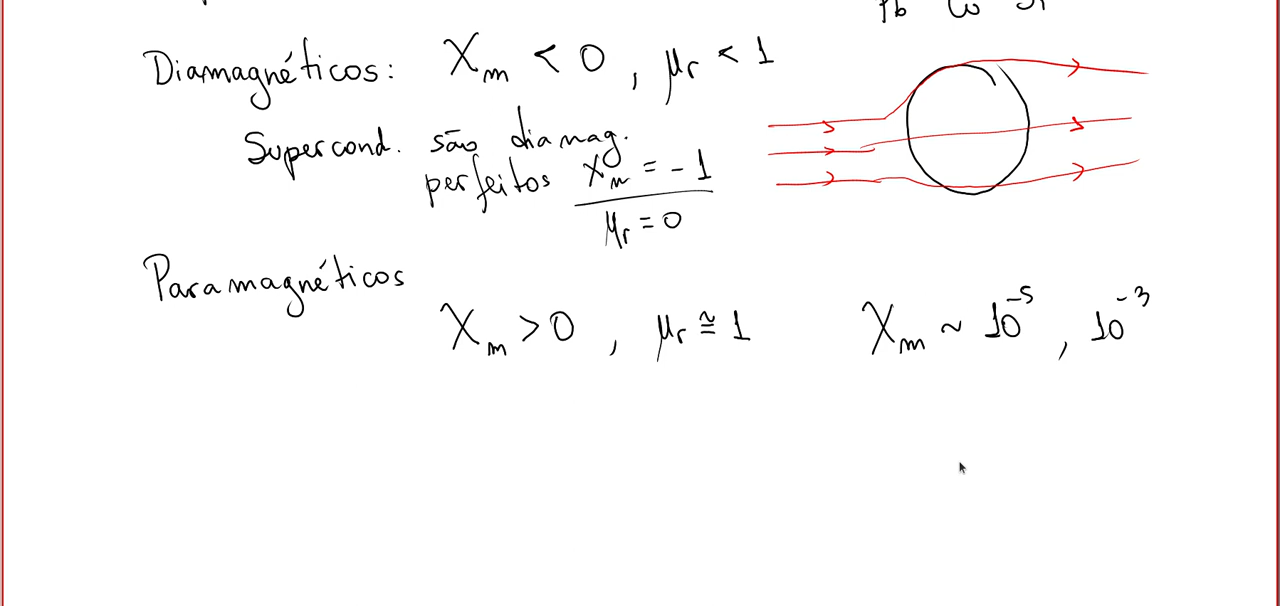 Diamagnéticos: χm < 0 , μr < 1
Supercond. são diamag.
perfeitos χm = -1
μr = 0
Paramagnéticos
χm > 0 , μr ≅ 1 χm ~ 10^-5 , 10^-3